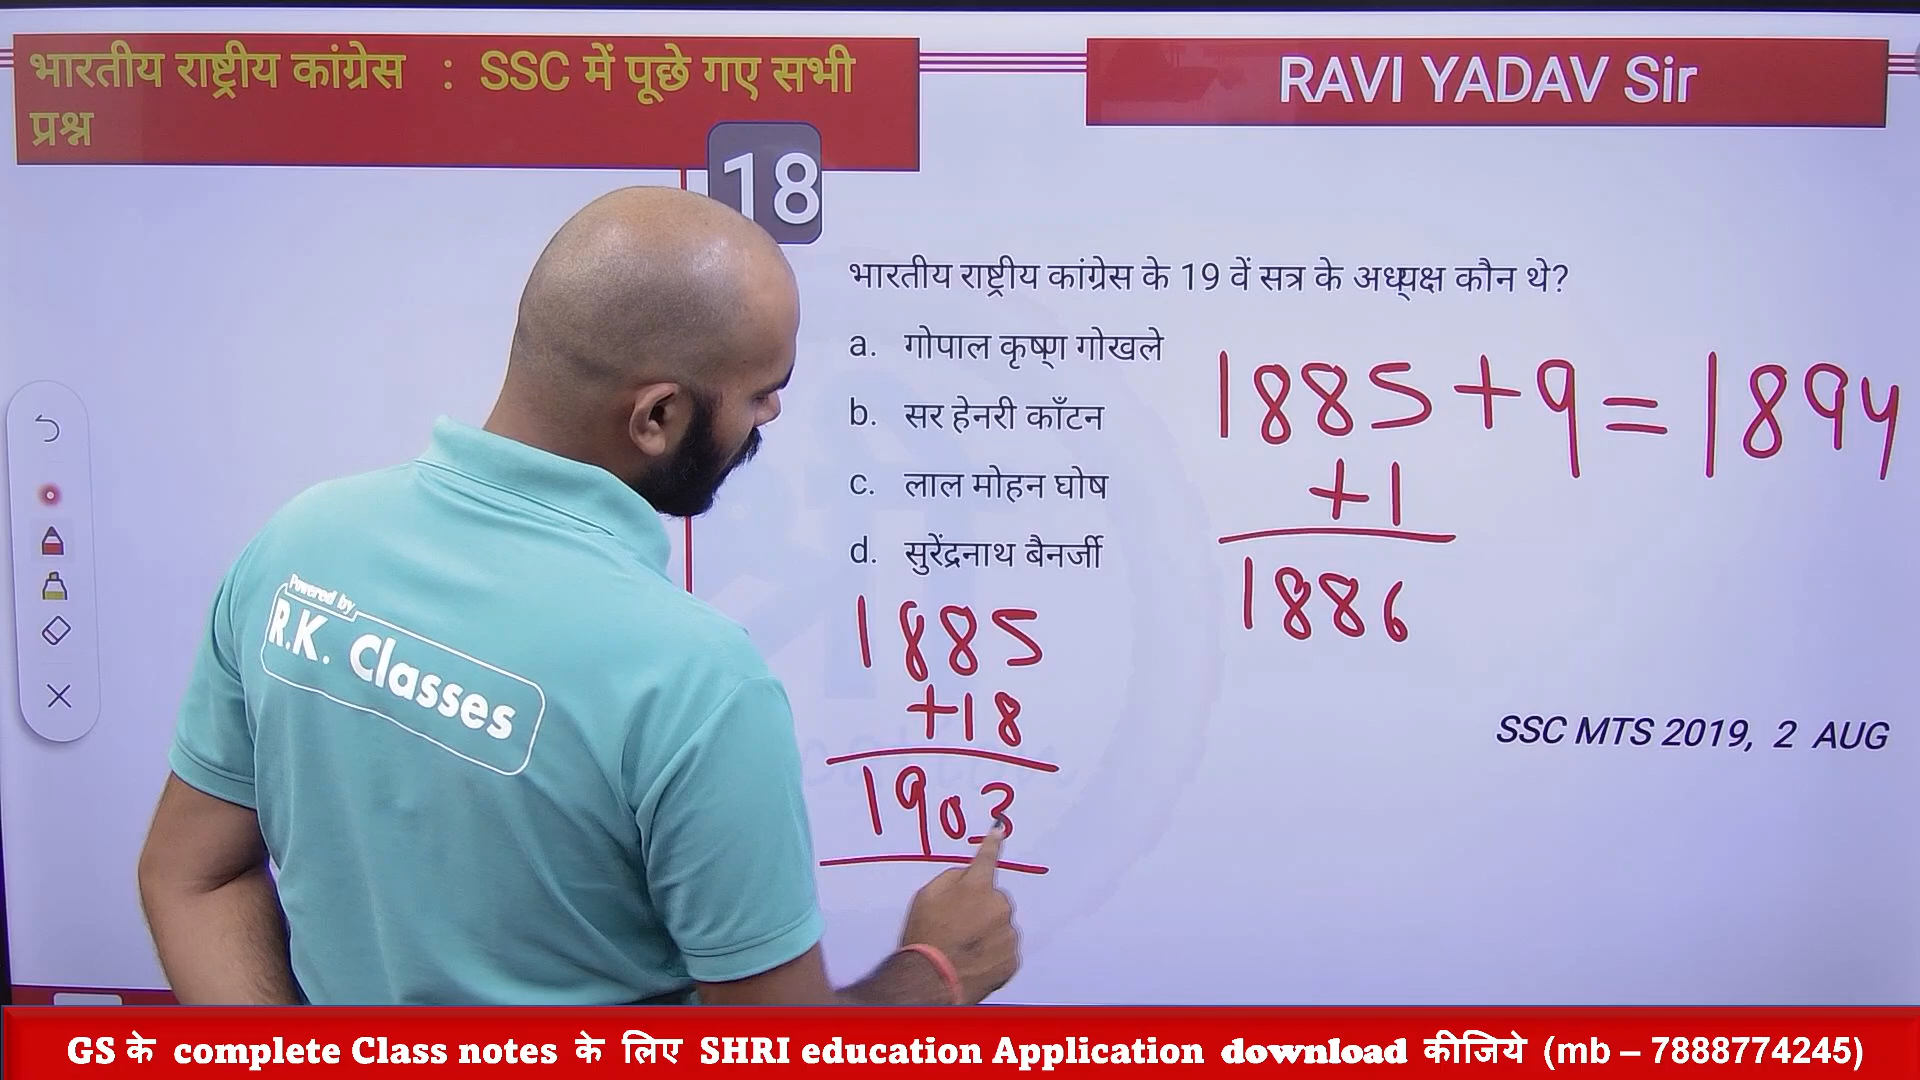 भारतीय राष्ट्रीय कांग्रेस : SSC में पूछे गए सभी
प्रश्न
RAVI YADAV Sir
18
भारतीय राष्ट्रीय कांग्रेस के 19 वें सत्र के अध्यक्ष कौन थे?
a. गोपाल कृष्ण गोखले
b. सर हेनरी कॉटन
c. लाल मोहन घोष
d. सुरेंद्रनाथ बैनर्जी
1885 + 9 = 1894
+1
1886
1885
+18
1903
SSC MTS 2019, 2 AUG
Powered by
R.K. Classes
GS के complete Class notes के लिए SHRI education Application download कीजिये (mb – 7888774245)